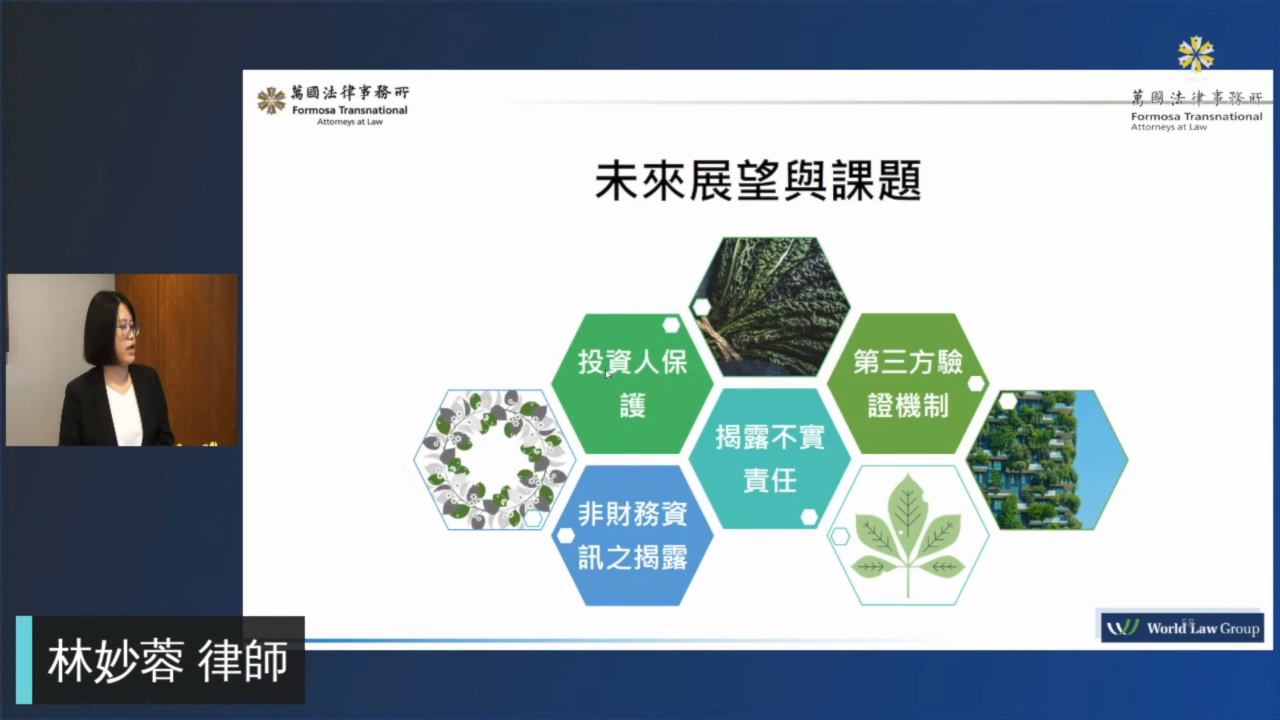 萬國法律事務所
Formosa Transnational
Attorneys at Law
萬國法律事務所
Formosa Transnational
Attorneys at Law
未來展望與課題
投資人保
護
第三方驗
證機制
揭露不實
責任
非財務資
訊之揭露
World Law Group
林妙蓉 律師